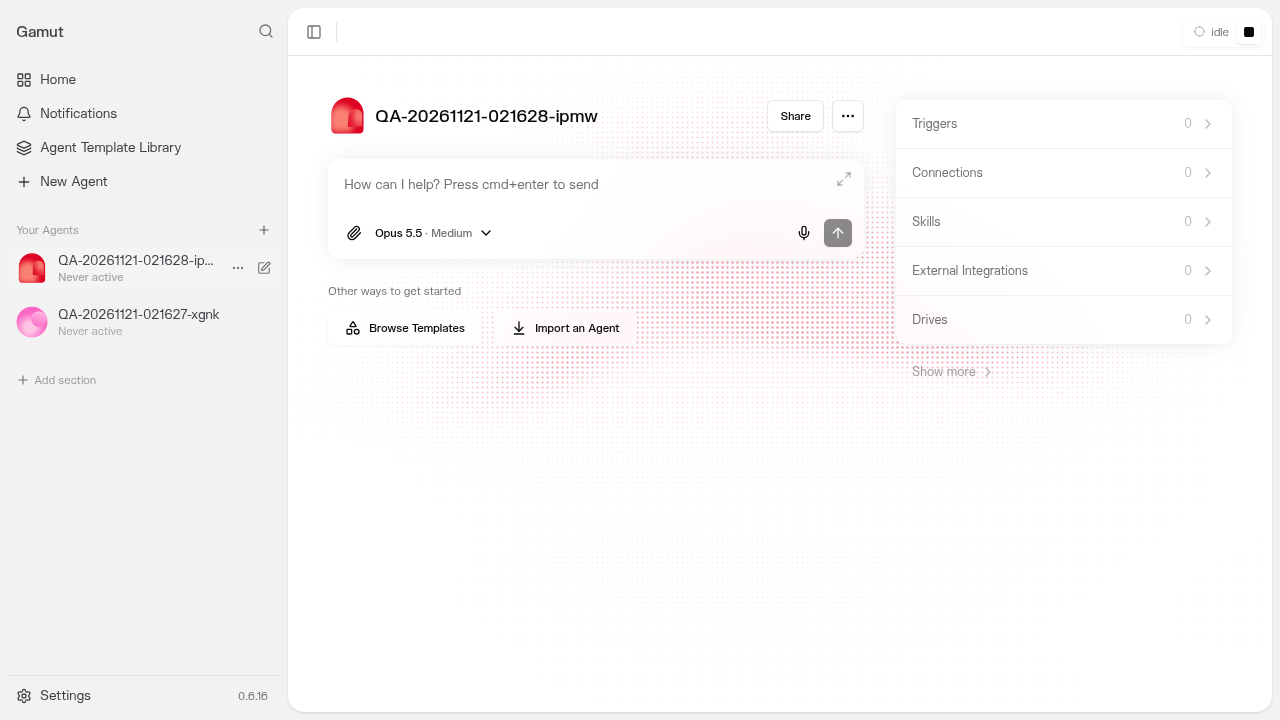 Gamut
Home
Notifications
Agent Template Library
New Agent
Your Agents
QA-20261121-021628-ip...
Never active
QA-20261121-021627-xgnk
Never active
Add section
Settings
0.6.16
idle
QA-20261121-021628-ipmw
Share
How can I help? Press cmd+enter to send
Opus 5.5 · Medium
Other ways to get started
Browse Templates
Import an Agent
Triggers 0
Connections 0
Skills 0
External Integrations 0
Drives 0
Show more